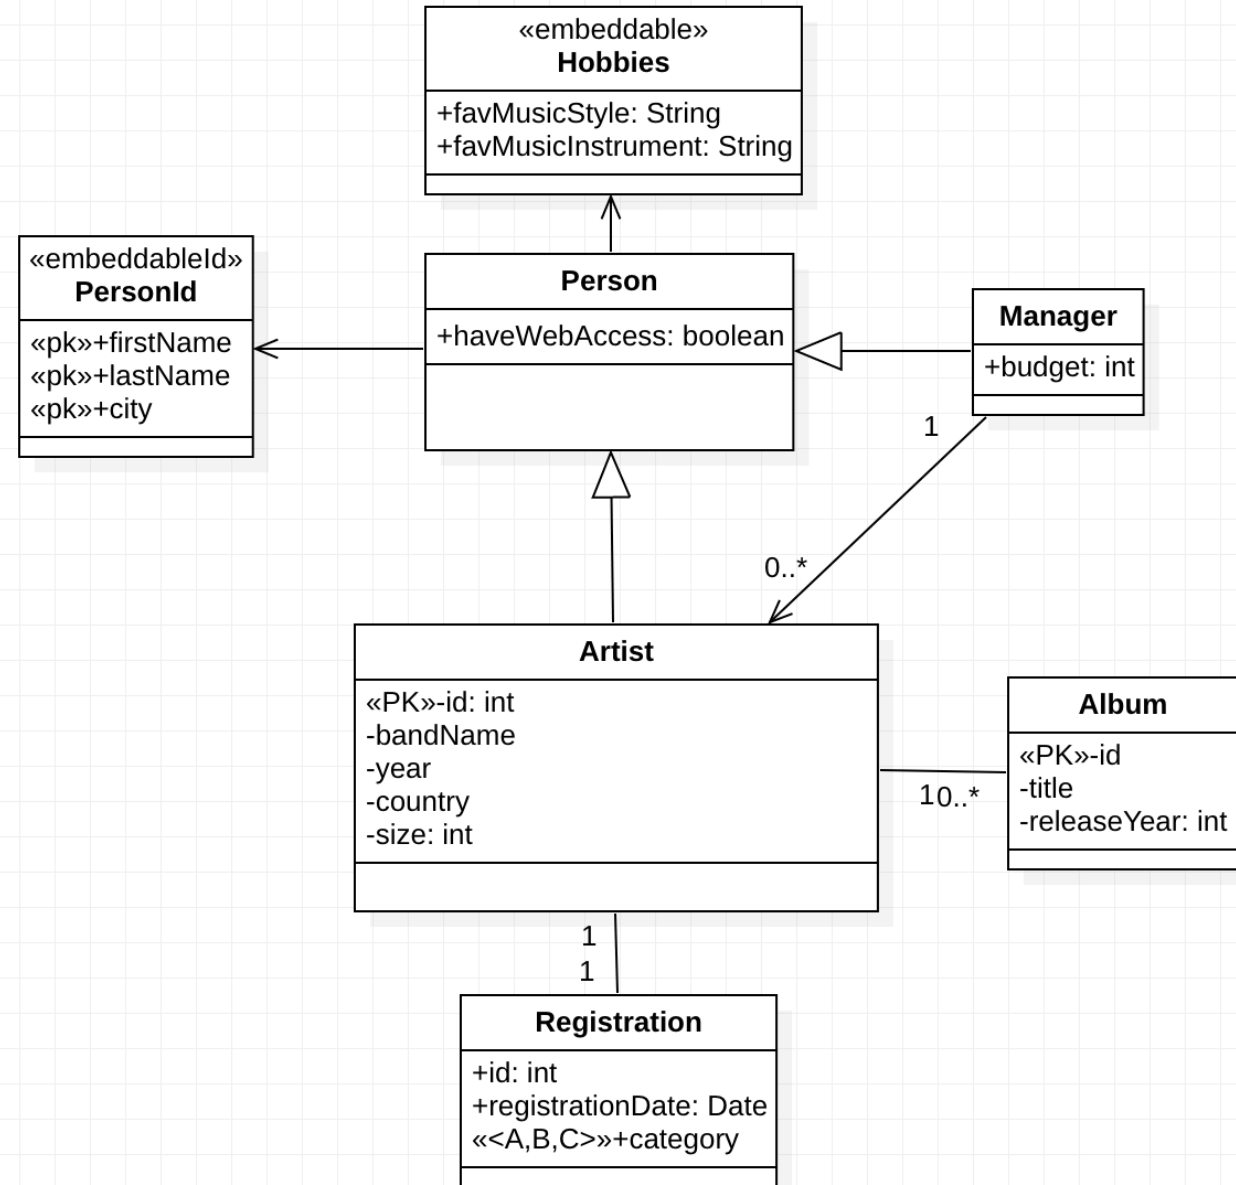 «embeddable»
Hobbies
+favMusicStyle: String
+favMusicInstrument: String
«embeddableId»
PersonId
«pk»+firstName
«pk»+lastName
«pk»+city
Person
+haveWebAccess: boolean
Manager
+budget: int
1
0..*
Artist
«PK»-id: int
-bandName
-year
-country
-size: int
1
0..*
Album
«PK»-id
-title
-releaseYear: int
1
1
Registration
+id: int
+registrationDate: Date
«<A,B,C>»+category